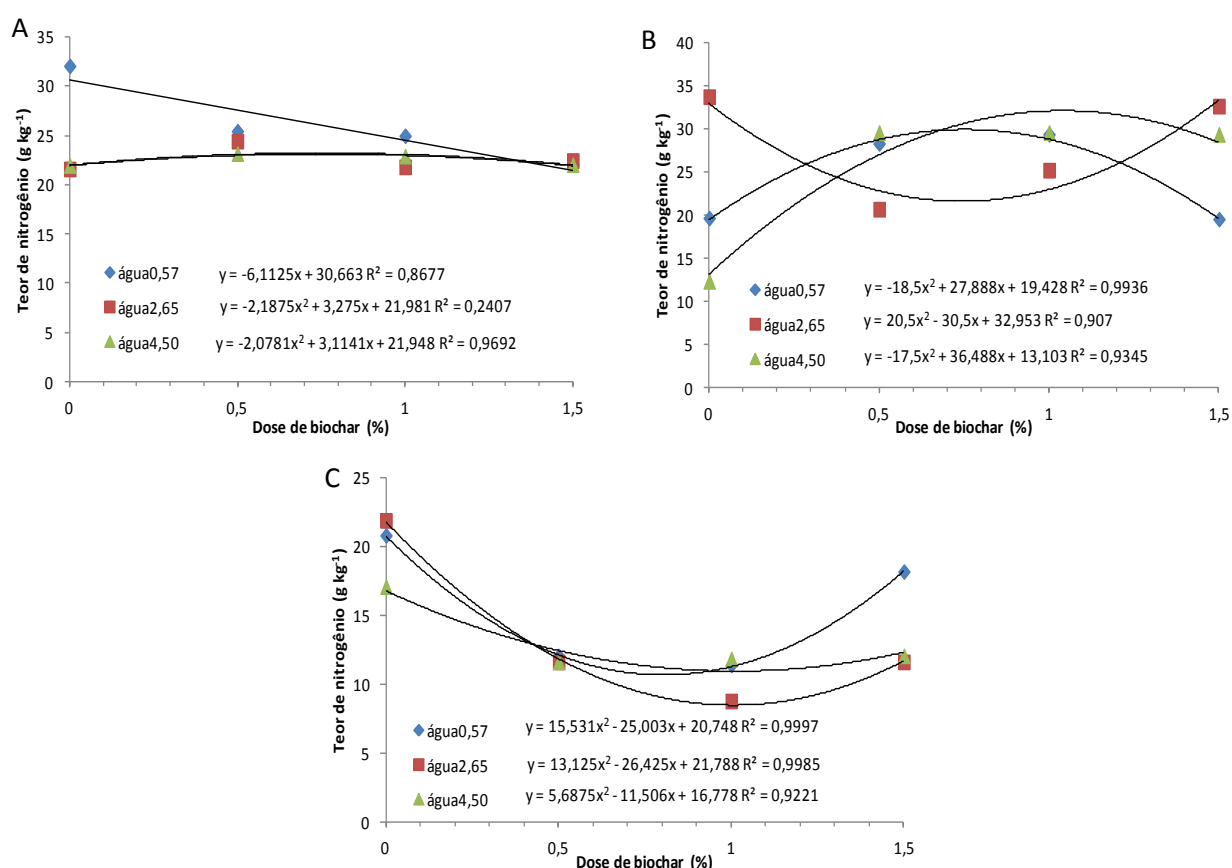 A
Teor de nitrogênio (g kg⁻¹)
35
30
25
20
15
10
5
0
água0,57 y = -6,1125x + 30,663 R² = 0,8677
água2,65 y = -2,1875x² + 3,275x + 21,981 R² = 0,2407
água4,50 y = -2,0781x² + 3,1141x + 21,948 R² = 0,9692
0 0,5 1 1,5
Dose de biochar (%)
B
Teor de nitrogênio (g kg⁻¹)
40
35
30
25
20
15
10
5
0
água0,57 y = -18,5x² + 27,888x + 19,428 R² = 0,9936
água2,65 y = 20,5x² - 30,5x + 32,953 R² = 0,907
água4,50 y = -17,5x² + 36,488x + 13,103 R² = 0,9345
0 0,5 1 1,5
Dose de biochar (%)
C
Teor de nitrogênio (g kg⁻¹)
25
20
15
10
5
0
água0,57 y = 15,531x² - 25,003x + 20,748 R² = 0,9997
água2,65 y = 13,125x² - 26,425x + 21,788 R² = 0,9985
água4,50 y = 5,6875x² - 11,506x + 16,778 R² = 0,9221
0 0,5 1 1,5
Dose de biochar (%)